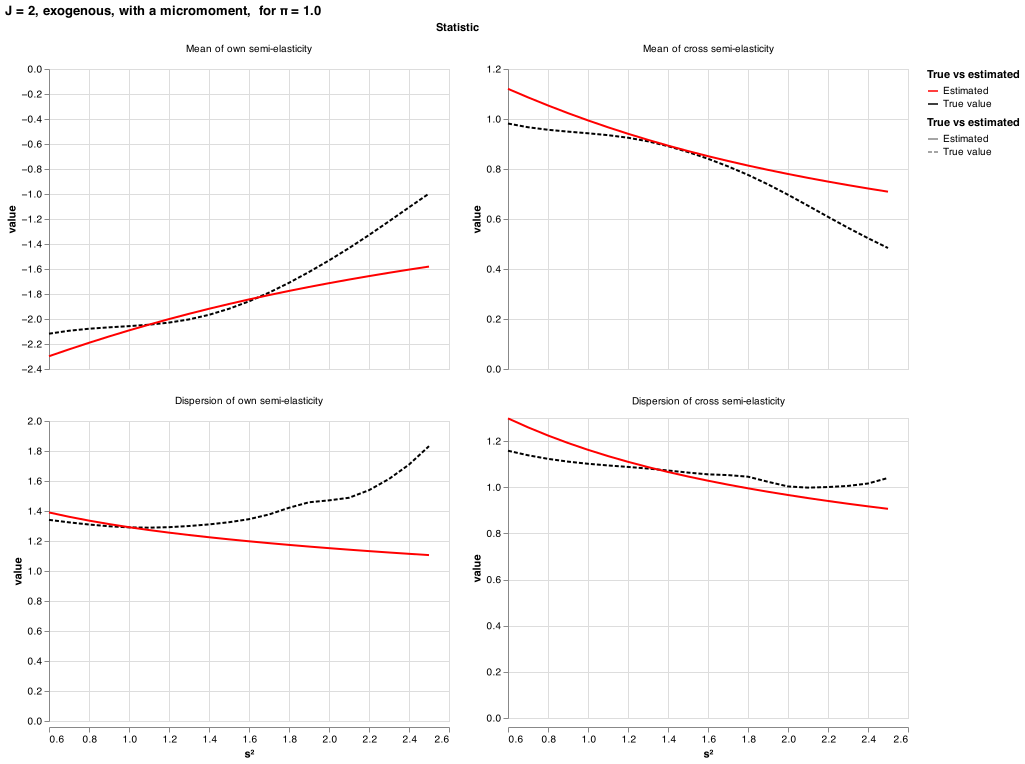 J = 2, exogenous, with a micromoment,  for π = 1.0
Statistic
Mean of own semi-elasticity
0.0
−0.2
−0.4
−0.6
−0.8
−1.0
−1.2
−1.4
−1.6
−1.8
−2.0
−2.2
−2.4
value
Mean of cross semi-elasticity
1.2
1.0
0.8
0.6
0.4
0.2
0.0
value
True vs estimated
Estimated
True value
True vs estimated
Estimated
True value
Dispersion of own semi-elasticity
2.0
1.8
1.6
1.4
1.2
1.0
0.8
0.6
0.4
0.2
0.0
value
0.6 0.8 1.0 1.2 1.4 1.6 1.8 2.0 2.2 2.4 2.6
s²
Dispersion of cross semi-elasticity
1.2
1.0
0.8
0.6
0.4
0.2
0.0
value
0.6 0.8 1.0 1.2 1.4 1.6 1.8 2.0 2.2 2.4 2.6
s²